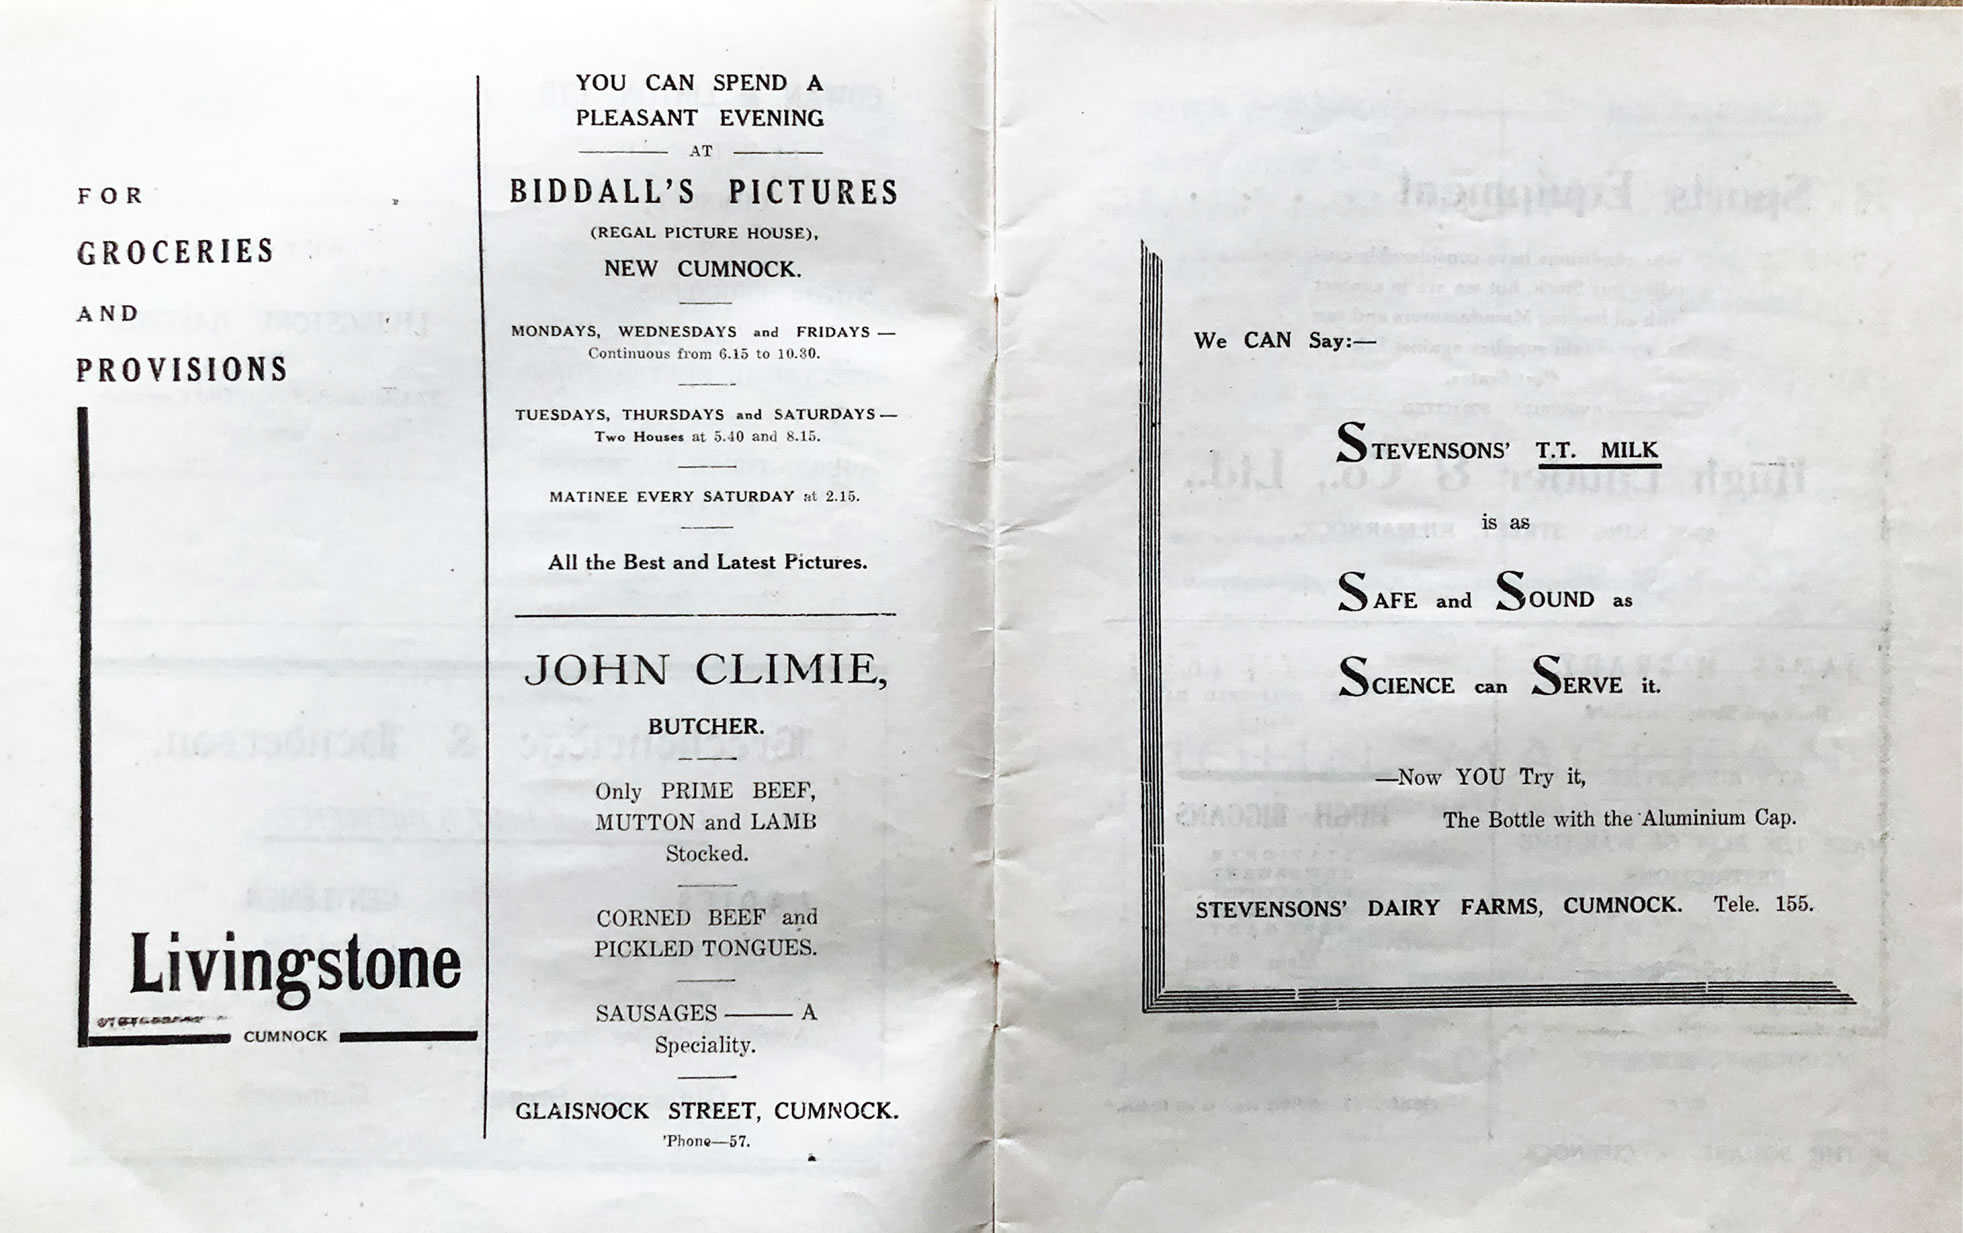 FOR
GROCERIES
AND
PROVISIONS
Livingstone
CUMNOCK
YOU CAN SPEND A
PLEASANT EVENING
AT
BIDDALL'S PICTURES
(REGAL PICTURE HOUSE),
NEW CUMNOCK.
MONDAYS, WEDNESDAYS and FRIDAYS —
Continuous from 6.15 to 10.30.
TUESDAYS, THURSDAYS and SATURDAYS —
Two Houses at 5.40 and 8.15.
MATINEE EVERY SATURDAY at 2.15.
All the Best and Latest Pictures.
JOHN CLIMIE,
BUTCHER.
Only PRIME BEEF,
MUTTON and LAMB
Stocked.
CORNED BEEF and
PICKLED TONGUES.
SAUSAGES —— A
Speciality.
GLAISNOCK STREET, CUMNOCK.
'Phone—57.
We CAN Say:—
STEVENSONS' T.T. MILK
is as
SAFE and SOUND as
SCIENCE can SERVE it.
—Now YOU Try it,
The Bottle with the Aluminium Cap.
STEVENSONS' DAIRY FARMS, CUMNOCK. Tele. 155.